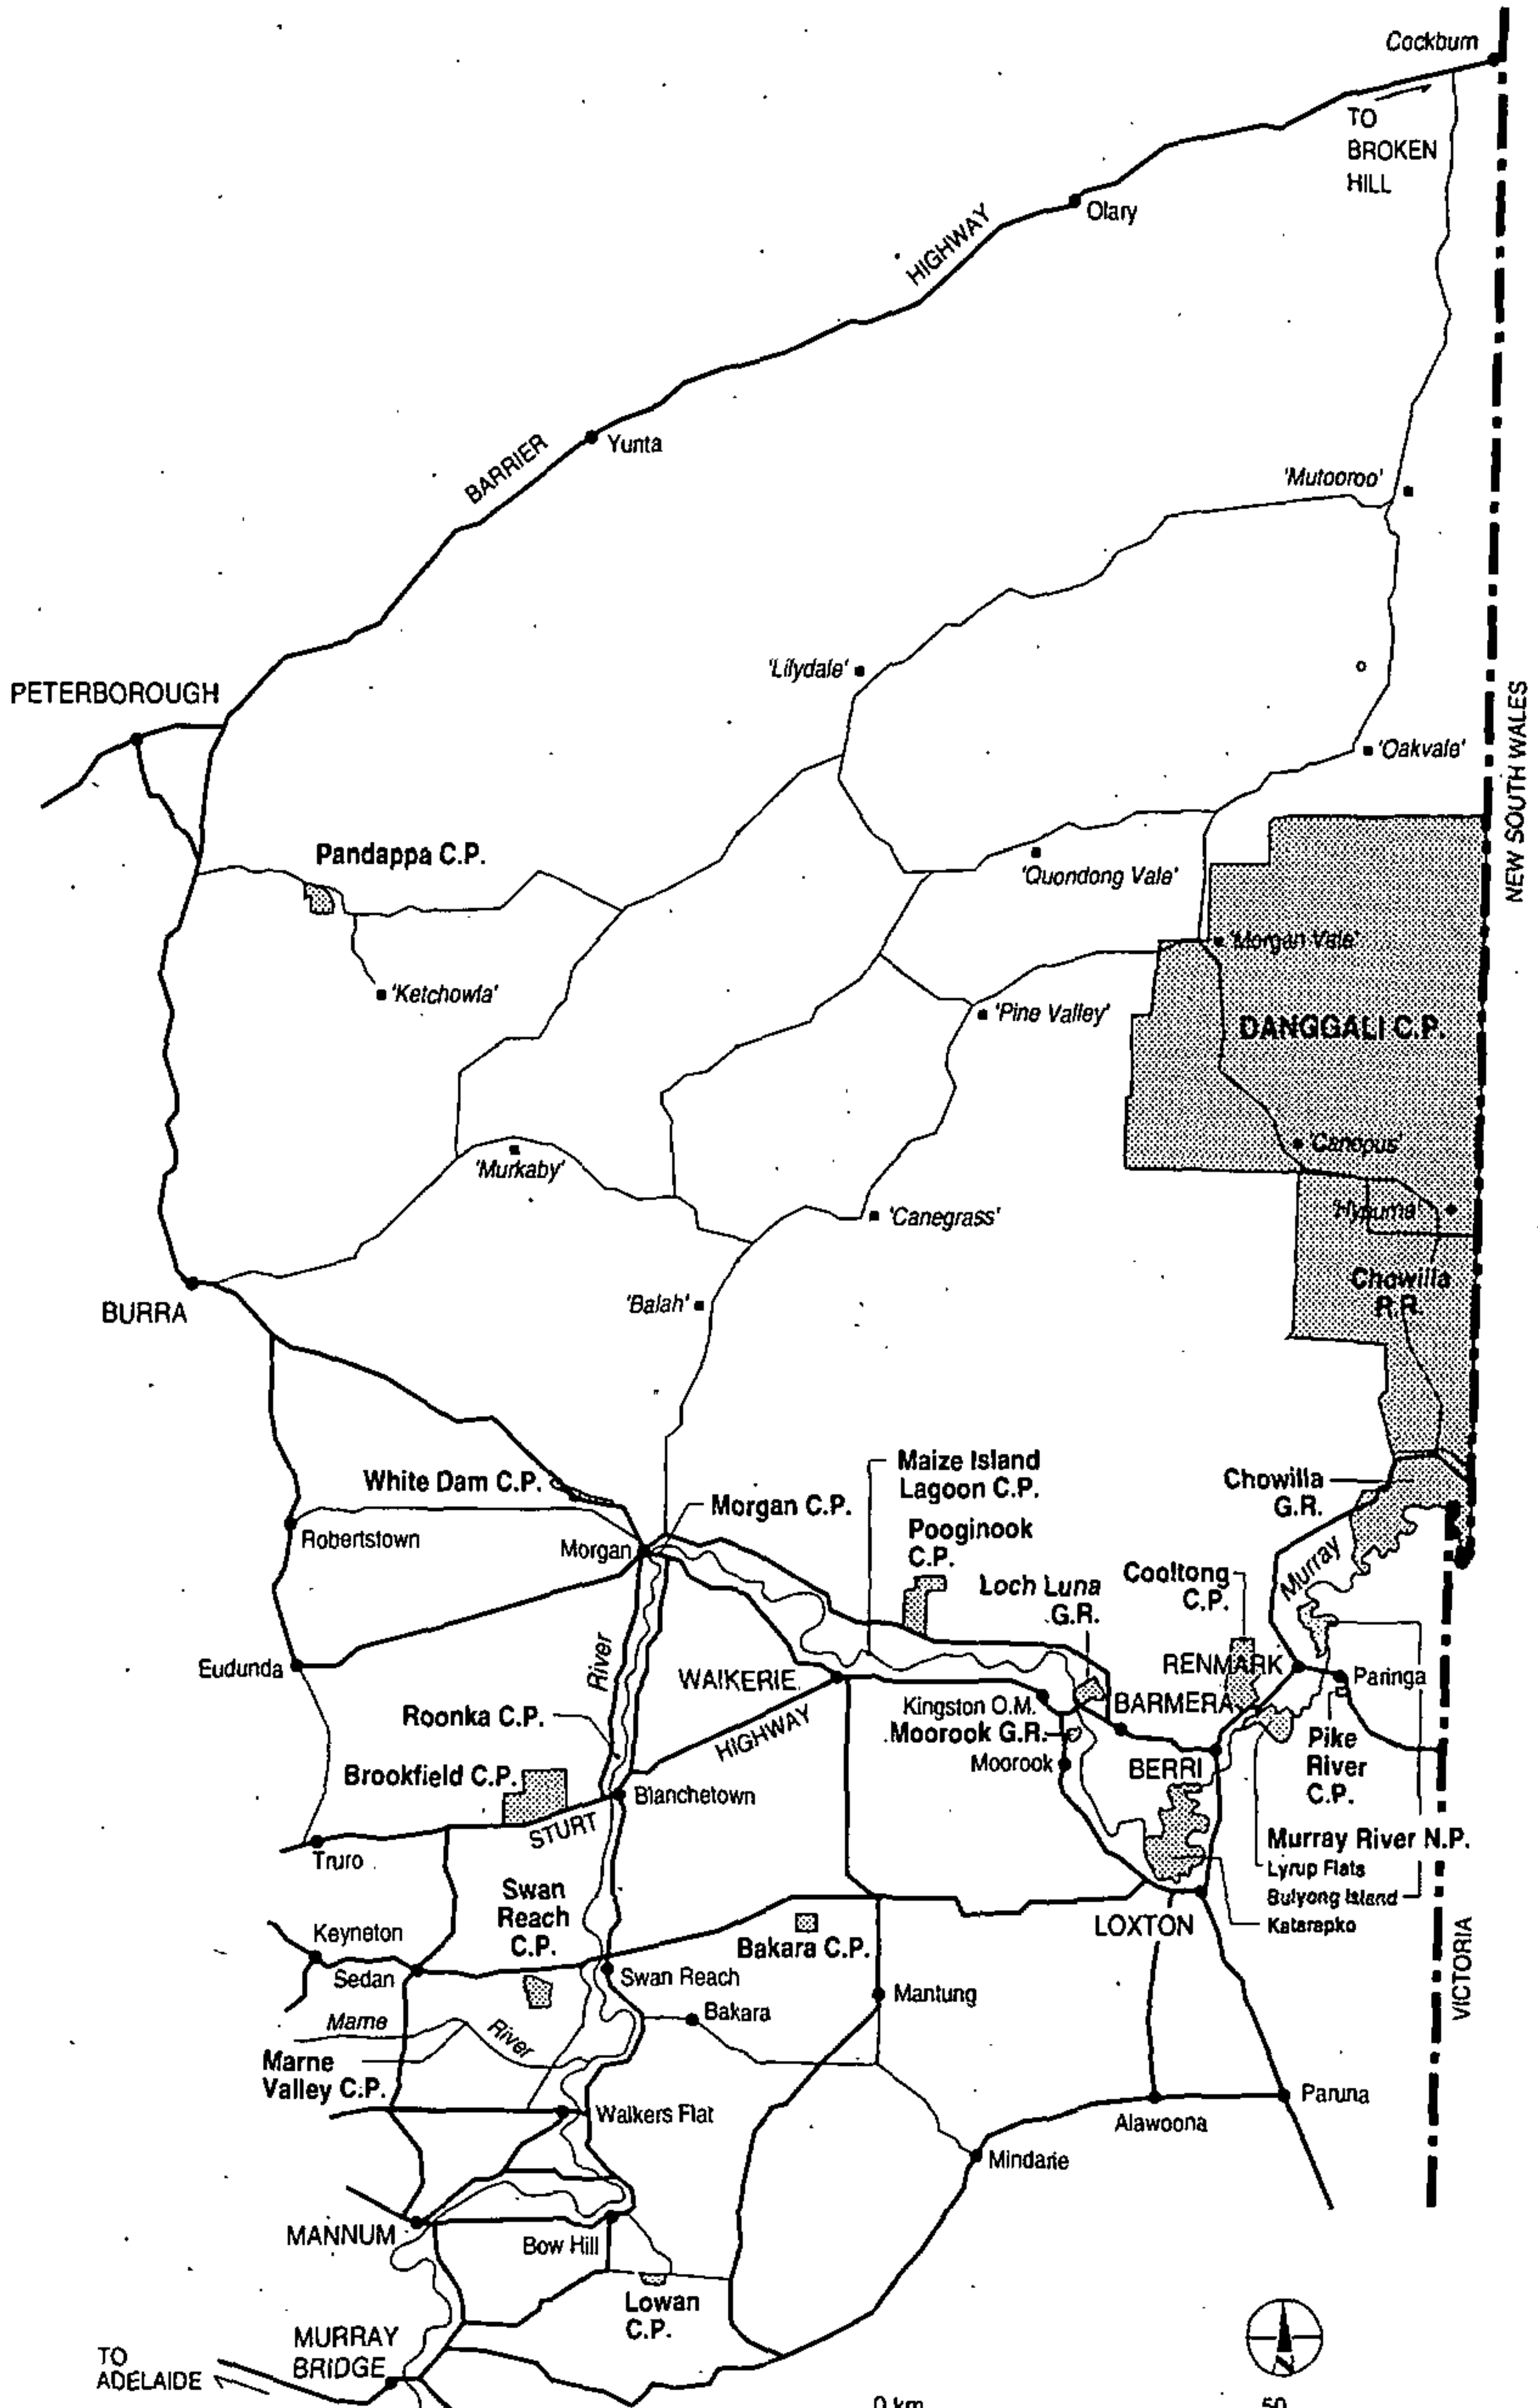 Cockburn
TO
BROKEN
HILL
Olary
HIGHWAY
BARRIER
Yunta
'Mutooroo'
'Lilydale'
PETERBOROUGH
'Oakvale'
NEW SOUTH WALES
Pandappa C.P.
'Quondong Vale'
'Morgan Vale'
'Ketchowla'
'Pine Valley'
DANGGALI C.P.
'Canopus'
'Murkaby'
'Canegrass'
'Hypurna'
Chowilla
R.R.
'Balah'
BURRA
Maize Island
Lagoon C.P.
White Dam C.P.
Chowilla
G.R.
Morgan C.P.
Robertstown
Morgan
Pooginook
C.P.
Murray
Cooltong
C.P.
Loch Luna
G.R.
Eudunda
River
WAIKERIE
RENMARK
Paringa
Kingston O.M.
BARMERA
Roonka C.P.
HIGHWAY
Moorook G.R.
Moorook
BERRI
Pike
River
C.P.
Brookfield C.P.
Blanchetown
STURT
Truro
Murray River N.P.
Lyrup Flats
Bulyong Island
Katarapko
Swan
Reach
C.P.
LOXTON
Keyneton
Sedan
Bakara C.P.
Swan Reach
Mantung
VICTORIA
Bakara
Marne
River
Marne
Valley C.P.
Walkers Flat
Paruna
Alawoona
Mindarie
MANNUM
Bow Hill
Lowan
C.P.
MURRAY
BRIDGE
TO
ADELAIDE
N
0 km
50